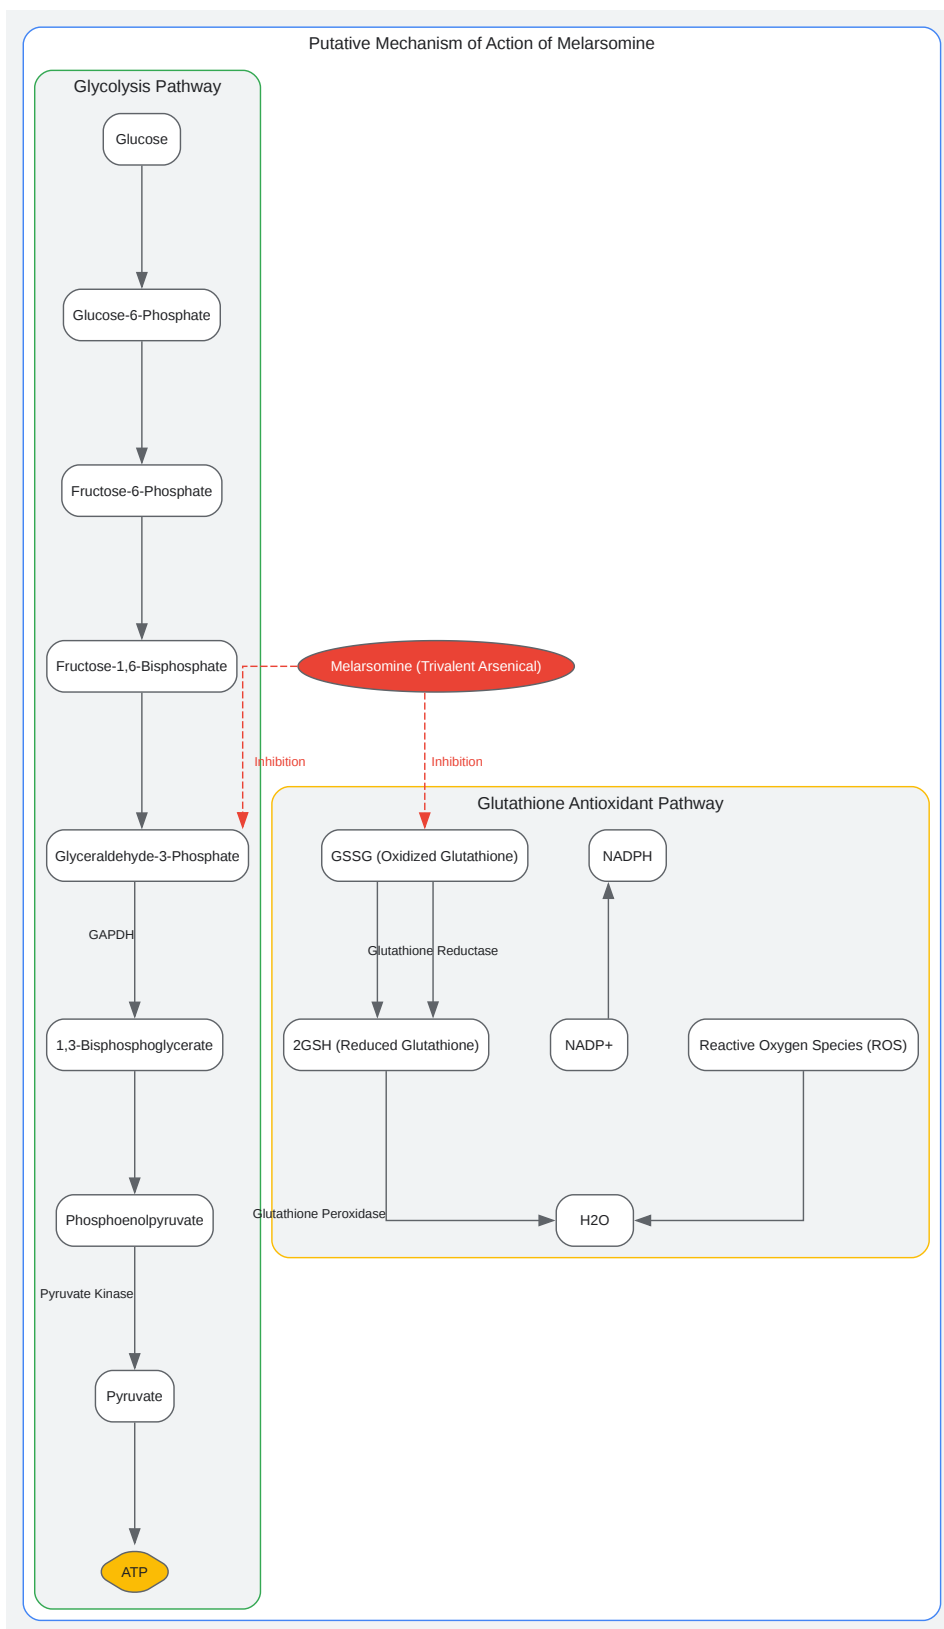 Putative Mechanism of Action of Melarsomine
Glycolysis Pathway
Glucose
Glucose-6-Phosphate
Fructose-6-Phosphate
Fructose-1,6-Bisphosphate
Melarsomine (Trivalent Arsenical)
Inhibition
Inhibition
Glutathione Antioxidant Pathway
Glyceraldehyde-3-Phosphate
GSSG (Oxidized Glutathione)
NADPH
GAPDH
Glutathione Reductase
1,3-Bisphosphoglycerate
2GSH (Reduced Glutathione)
NADP+
Reactive Oxygen Species (ROS)
Glutathione Peroxidase
Phosphoenolpyruvate
H2O
Pyruvate Kinase
Pyruvate
ATP